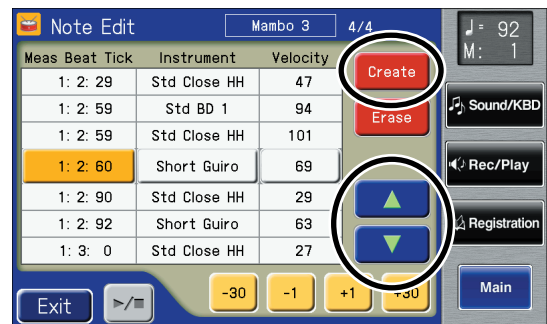 Note Edit Mambo 3 4/4 ♩= 92
M: 1
Meas Beat Tick Instrument Velocity
Create
1: 2: 29 Std Close HH 47
1: 2: 59 Std BD 1 94
Erase
Sound/KBD
1: 2: 59 Std Close HH 101
1: 2: 60 Short Guiro 69
Rec/Play
1: 2: 90 Std Close HH 29
1: 2: 92 Short Guiro 63
Registration
1: 3: 0 Std Close HH 27
Exit -30 -1 +1 +30 Main